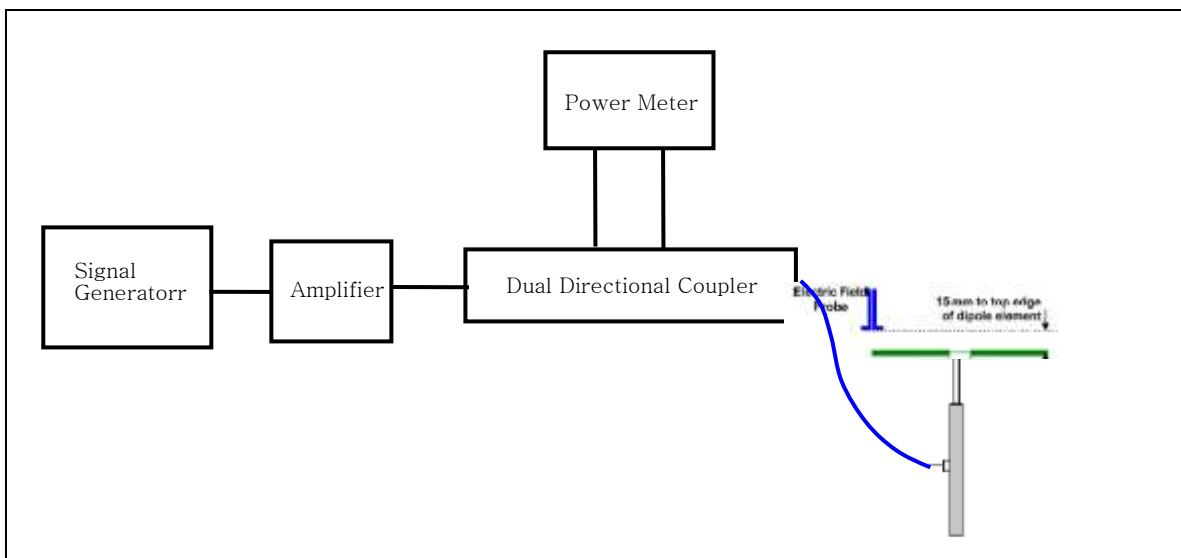 Power Meter
Signal
Generatorr
Amplifier
Dual Directional Coupler
Electric Field
Probe
15 mm to top edge
of dipole element